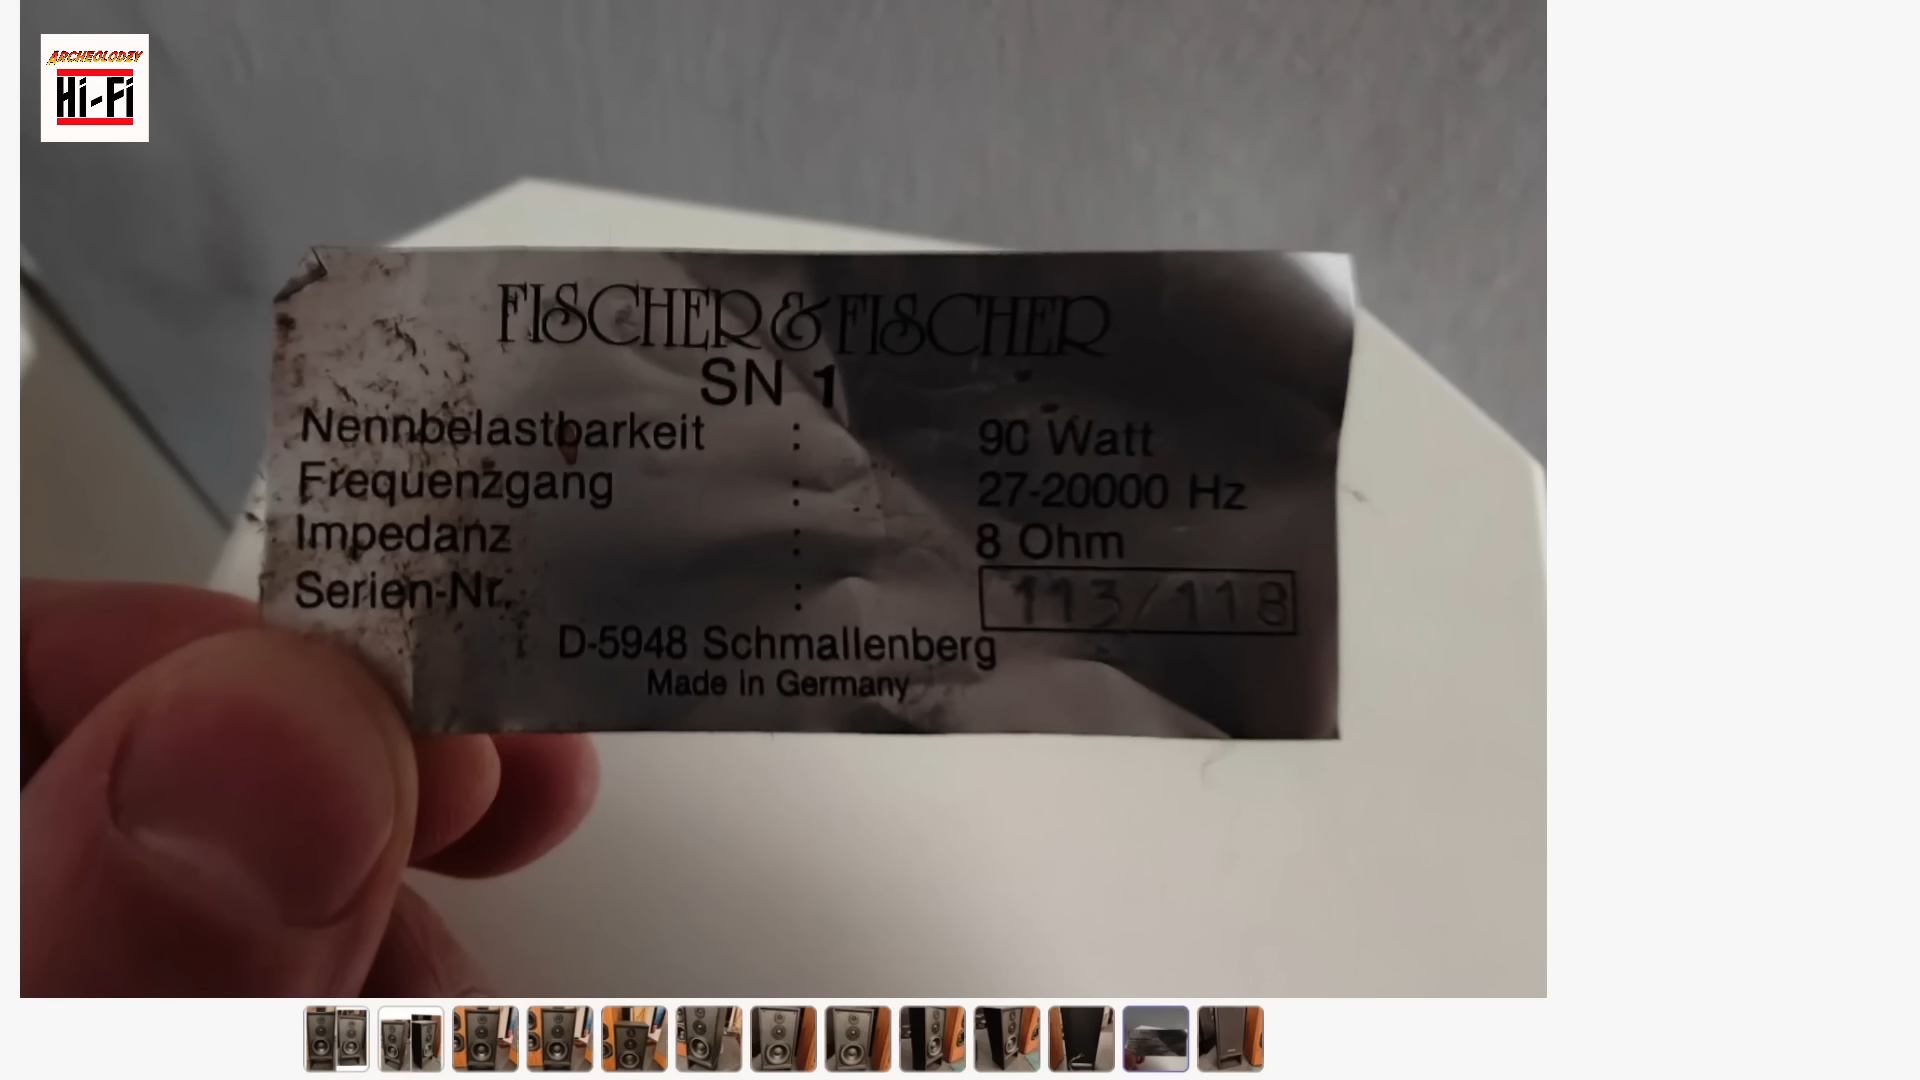 ARCHEOLODZY
Hi-Fi
FISCHER & FISCHER
SN 1
Nennbelastbarkeit : 90 Watt
Frequenzgang : 27-20000 Hz
Impedanz : 8 Ohm
Serien-Nr. : 113/118
D-5948 Schmallenberg
Made in Germany